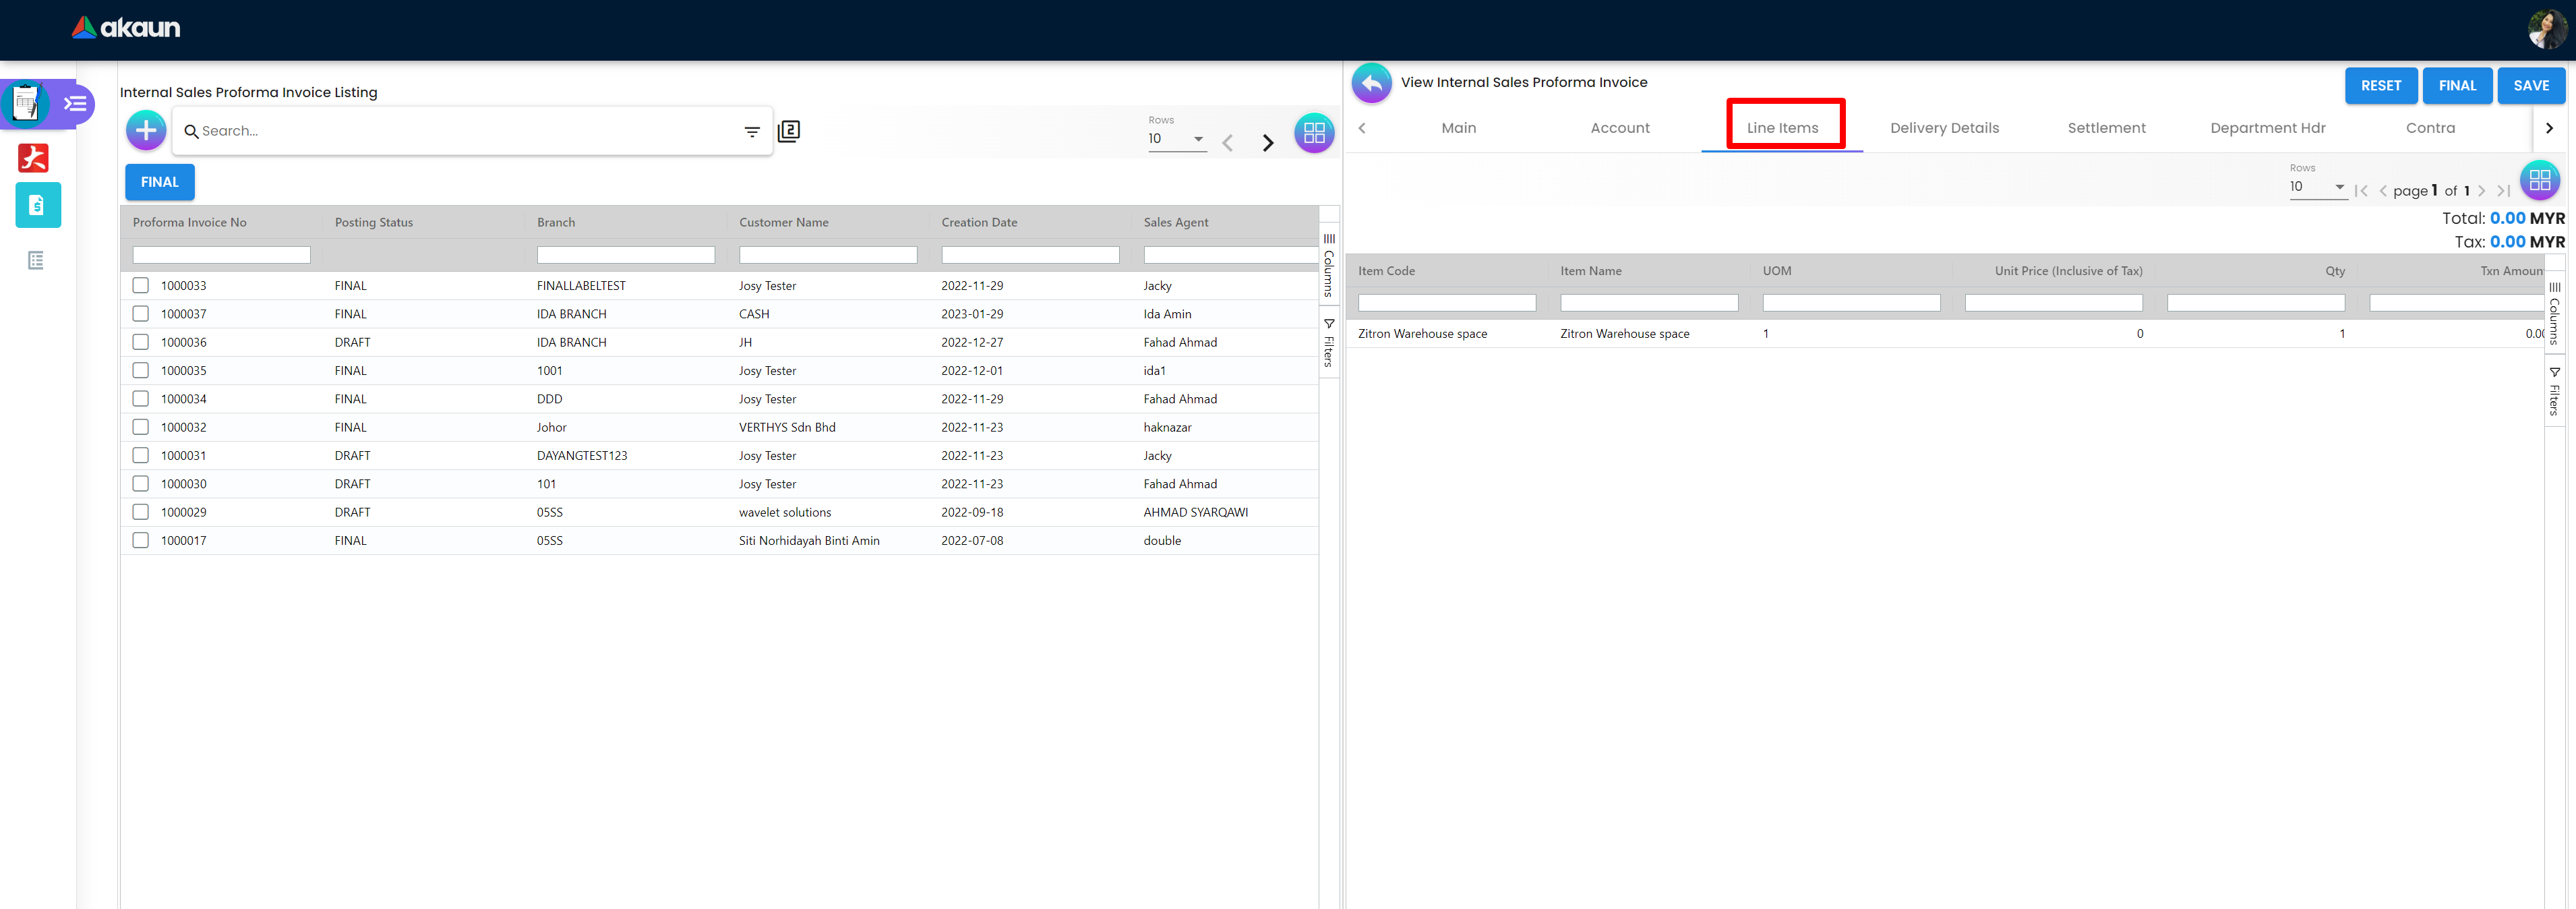 akaun
Internal Sales Proforma Invoice Listing
Search...
2
Rows
10
FINAL
Proforma Invoice No Posting Status Branch Customer Name Creation Date Sales Agent
1000033 FINAL FINALLABELTEST Josy Tester 2022-11-29 Jacky
1000037 FINAL IDA BRANCH CASH 2023-01-29 Ida Amin
1000036 DRAFT IDA BRANCH JH 2022-12-27 Fahad Ahmad
1000035 FINAL 1001 Josy Tester 2022-12-01 ida1
1000034 FINAL DDD Josy Tester 2022-11-29 Fahad Ahmad
1000032 FINAL Johor VERTHYS Sdn Bhd 2022-11-23 haknazar
1000031 DRAFT DAYANGTEST123 Josy Tester 2022-11-23 Jacky
1000030 DRAFT 101 Josy Tester 2022-11-23 Fahad Ahmad
1000029 DRAFT 05SS wavelet solutions 2022-09-18 AHMAD SYARQAWI
1000017 FINAL 05SS Siti Norhidayah Binti Amin 2022-07-08 double
Columns
Filters
View Internal Sales Proforma Invoice
RESET FINAL SAVE
Main Account Line Items Delivery Details Settlement Department Hdr Contra
Rows
10
page 1 of 1
Total: 0.00 MYR
Tax: 0.00 MYR
Item Code Item Name UOM Unit Price (Inclusive of Tax) Qty Txn Amoun
Zitron Warehouse space Zitron Warehouse space 1 0 1 0.00
Columns
Filters